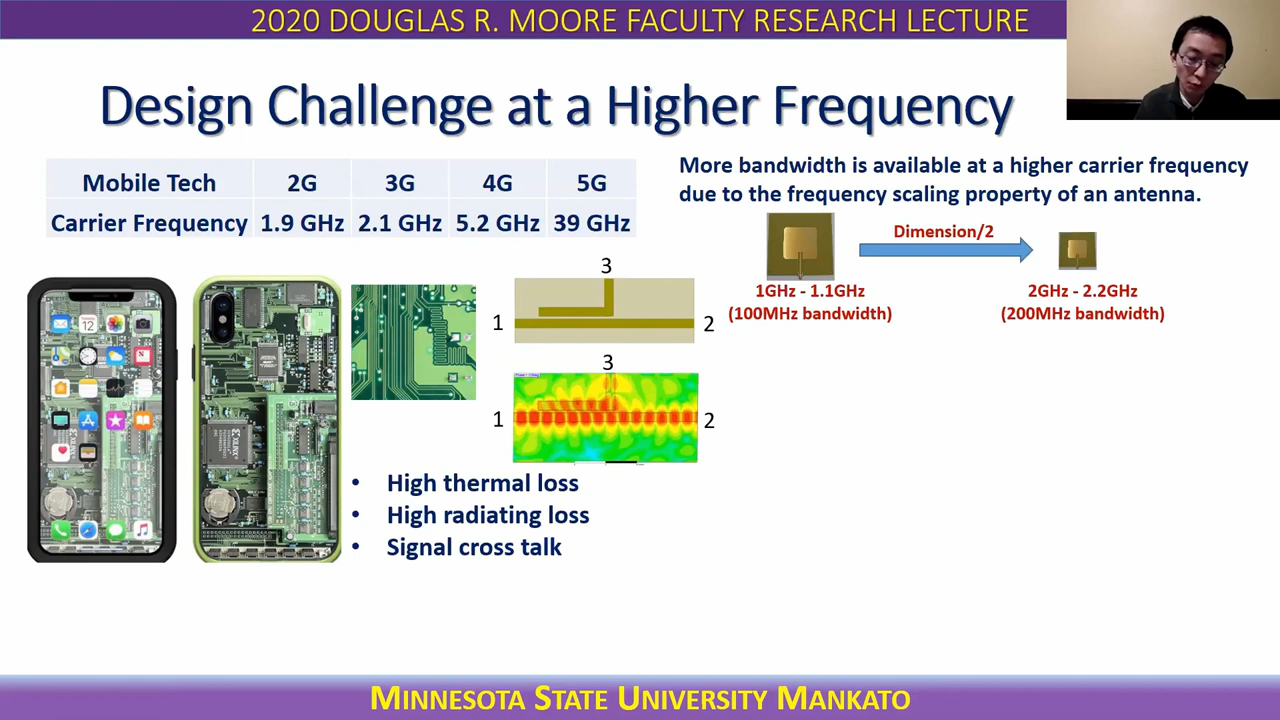 2020 DOUGLAS R. MOORE FACULTY RESEARCH LECTURE
Design Challenge at a Higher Frequency
Mobile Tech 2G 3G 4G 5G
Carrier Frequency 1.9 GHz 2.1 GHz 5.2 GHz 39 GHz
More bandwidth is available at a higher carrier frequency
due to the frequency scaling property of an antenna.
Dimension/2
1GHz - 1.1GHz
(100MHz bandwidth)
2GHz - 2.2GHz
(200MHz bandwidth)
3
1
2
3
1
2
12
XILINX
• High thermal loss
• High radiating loss
• Signal cross talk
MINNESOTA STATE UNIVERSITY MANKATO